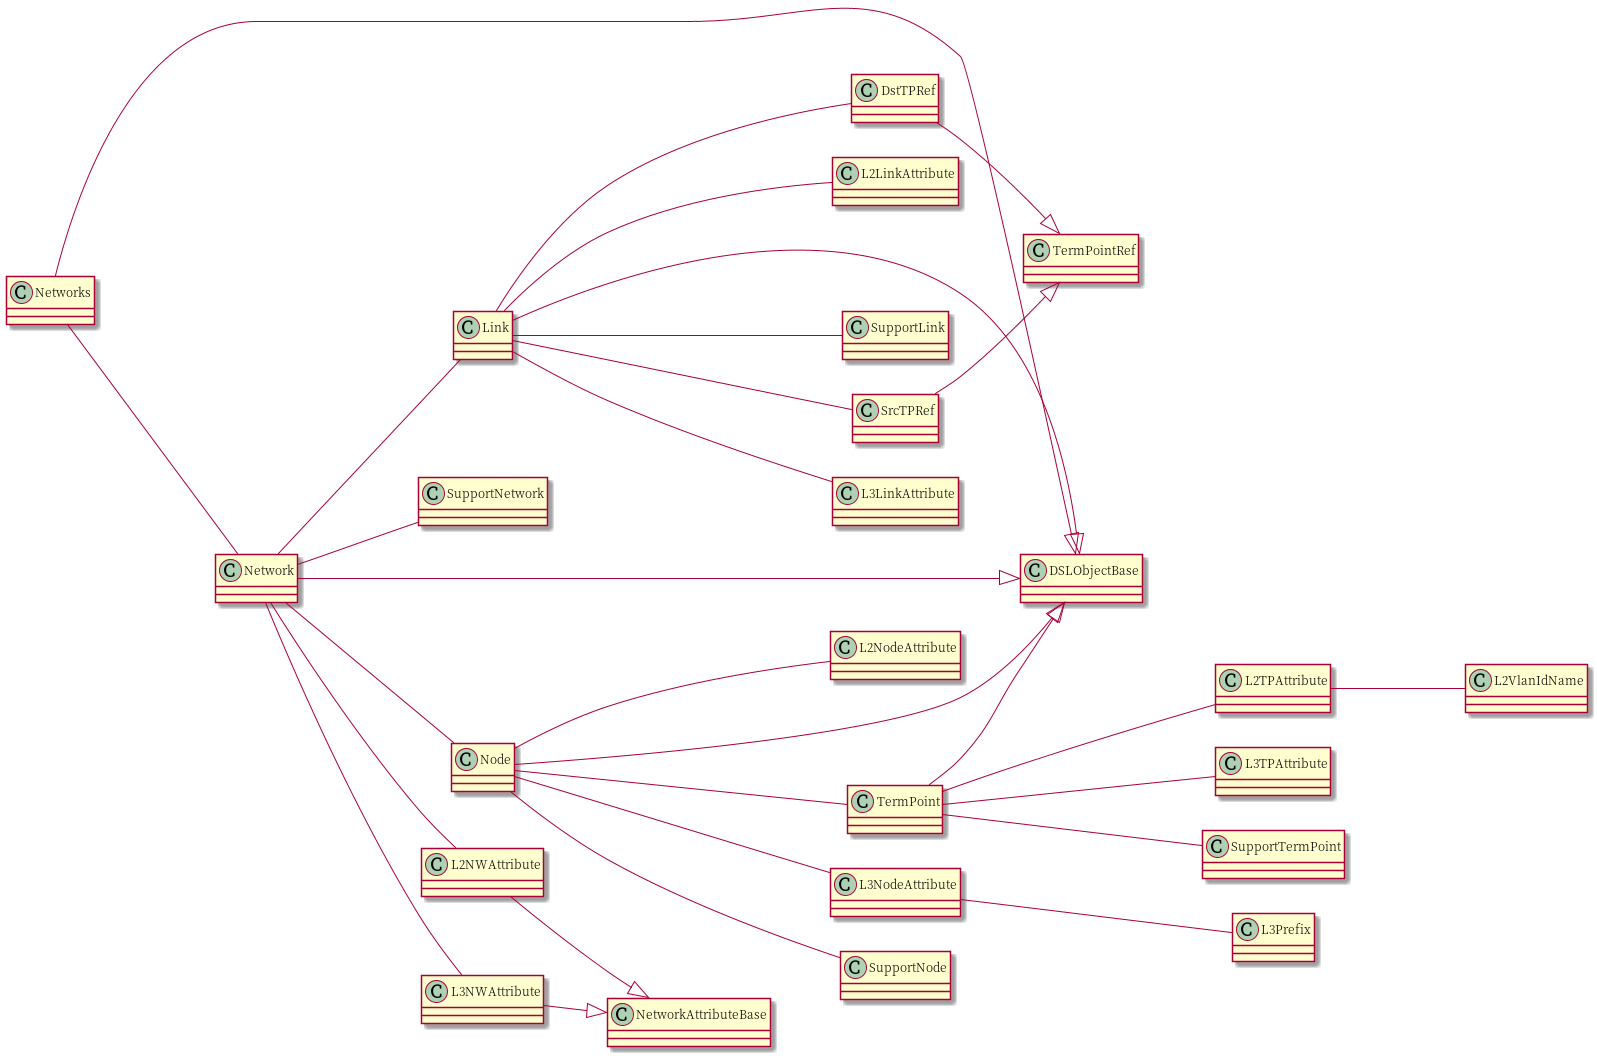 C DstTPRef
C L2LinkAttribute
C TermPointRef
C Networks
C Link
C SupportLink
C SrcTPRef
C SupportNetwork
C L3LinkAttribute
C Network
C DSLObjectBase
C L2NodeAttribute
C L2TPAttribute
C L2VlanIdName
C Node
C L3TPAttribute
C TermPoint
C SupportTermPoint
C L2NWAttribute
C L3NodeAttribute
C L3Prefix
C SupportNode
C L3NWAttribute
C NetworkAttributeBase